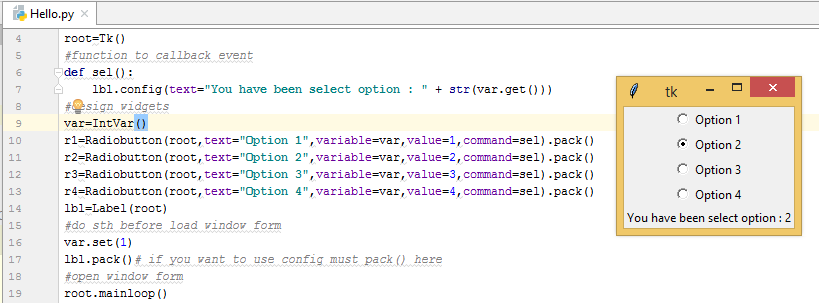 Hello.py
4 root=Tk()
5 #function to callback event
6 def sel():
7 lbl.config(text="You have been select option : " + str(var.get()))
8 #design widgets
9 var=IntVar()
10 r1=Radiobutton(root,text="Option 1",variable=var,value=1,command=sel).pack()
11 r2=Radiobutton(root,text="Option 2",variable=var,value=2,command=sel).pack()
12 r3=Radiobutton(root,text="Option 3",variable=var,value=3,command=sel).pack()
13 r4=Radiobutton(root,text="Option 4",variable=var,value=4,command=sel).pack()
14 lbl=Label(root)
15 #do sth before load window form
16 var.set(1)
17 lbl.pack()# if you want to use config must pack() here
18 #open window form
19 root.mainloop()
tk
Option 1
Option 2
Option 3
Option 4
You have been select option : 2